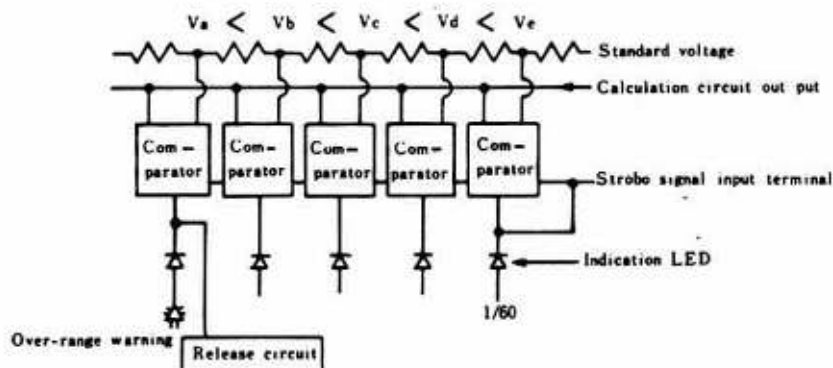 Va < Vb < Vc < Vd < Ve
Standard voltage
Calculation circuit out put
Com-
parator
Com-
parator
Com-
parator
Com-
parator
Com-
parator
Strobo signal input terminal
Indication LED
1/60
Over-range warning
Release circuit